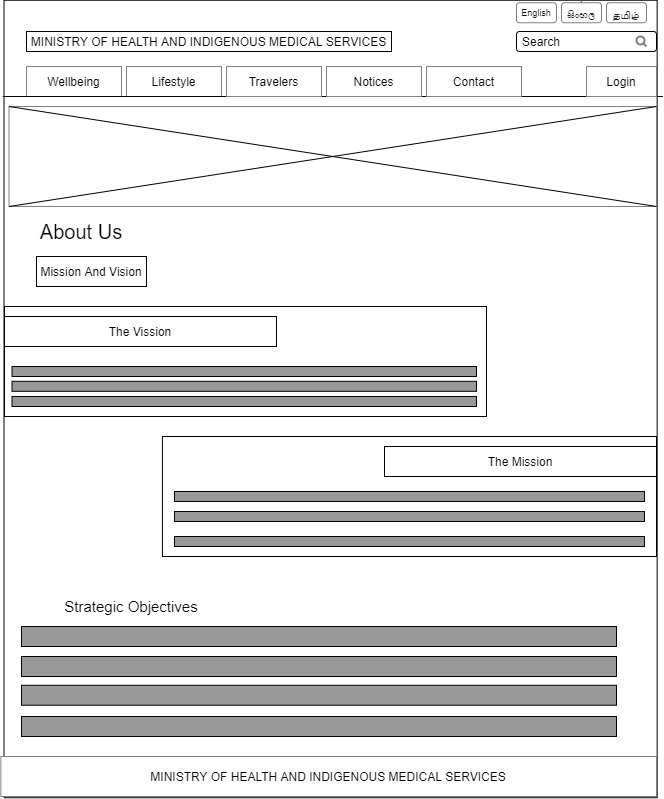 English සිංහල தமிழ்
MINISTRY OF HEALTH AND INDIGENOUS MEDICAL SERVICES
Search
Wellbeing Lifestyle Travelers Notices Contact Login
About Us
Mission And Vision
The Vission
The Mission
Strategic Objectives
MINISTRY OF HEALTH AND INDIGENOUS MEDICAL SERVICES